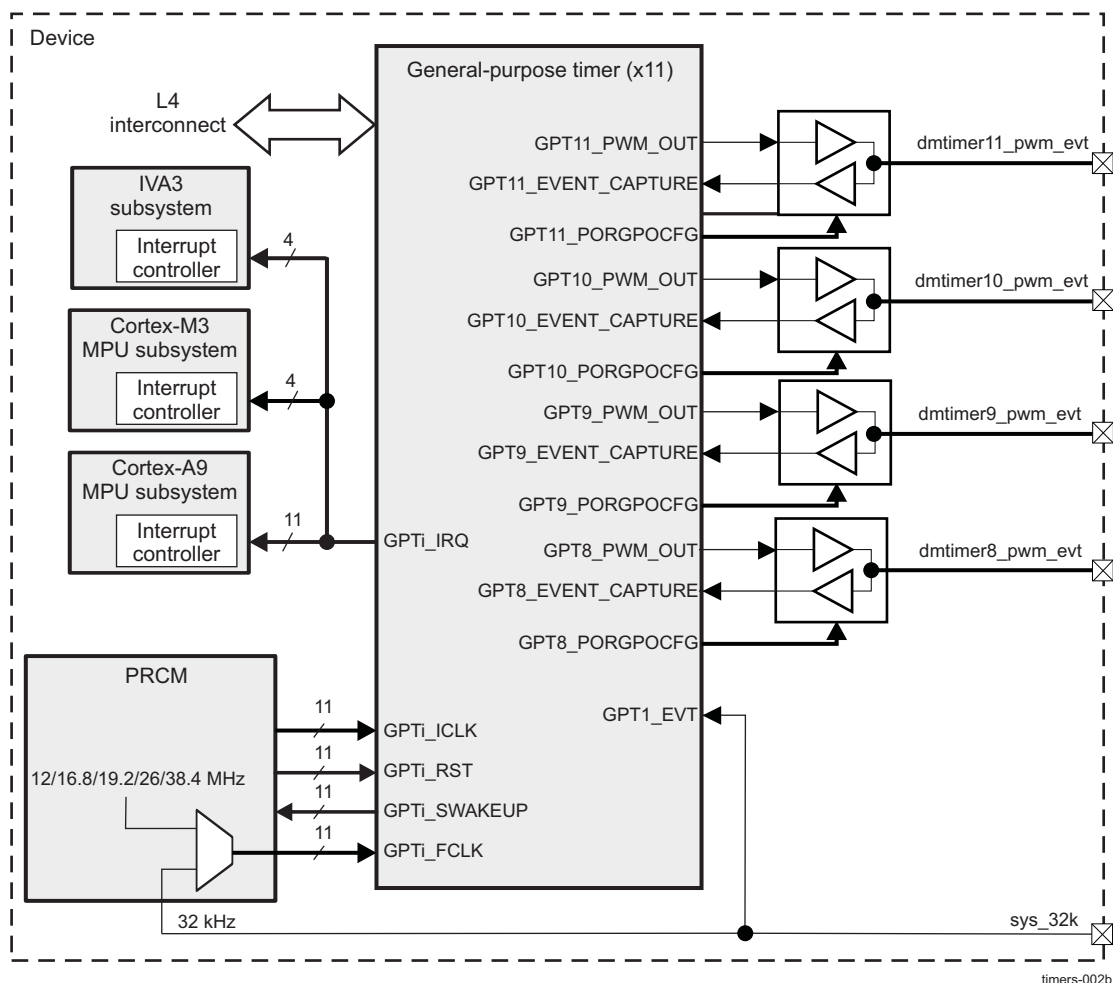 Device
General-purpose timer (x11)
L4
interconnect
IVA3
subsystem
Interrupt
controller
4
Cortex-M3
MPU subsystem
Interrupt
controller
4
Cortex-A9
MPU subsystem
Interrupt
controller
11
GPTi_IRQ
GPT11_PWM_OUT
GPT11_EVENT_CAPTURE
GPT11_PORGPOCFG
dmtimer11_pwm_evt
GPT10_PWM_OUT
GPT10_EVENT_CAPTURE
GPT10_PORGPOCFG
dmtimer10_pwm_evt
GPT9_PWM_OUT
GPT9_EVENT_CAPTURE
GPT9_PORGPOCFG
dmtimer9_pwm_evt
GPT8_PWM_OUT
GPT8_EVENT_CAPTURE
GPT8_PORGPOCFG
dmtimer8_pwm_evt
GPT1_EVT
PRCM
12/16.8/19.2/26/38.4 MHz
11
GPTi_ICLK
11
GPTi_RST
11
GPTi_SWAKEUP
11
GPTi_FCLK
32 kHz
sys_32k
timers-002b